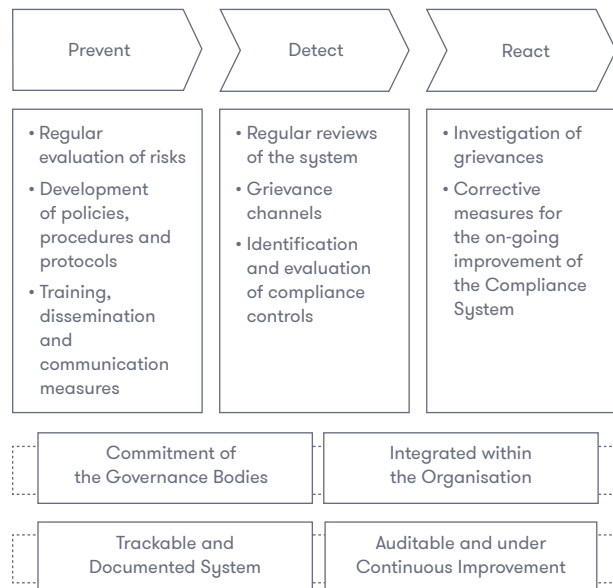 Prevent
Detect
React
• Regular
evaluation of risks
• Development
of policies,
procedures and
protocols
• Training,
dissemination
and
communication
measures
• Regular reviews
of the system
• Grievance
channels
• Identification
and evaluation
of compliance
controls
• Investigation of
grievances
• Corrective
measures for
the on-going
improvement of
the Compliance
System
Commitment of
the Governance Bodies
Integrated within
the Organisation
Trackable and
Documented System
Auditable and under
Continuous Improvement